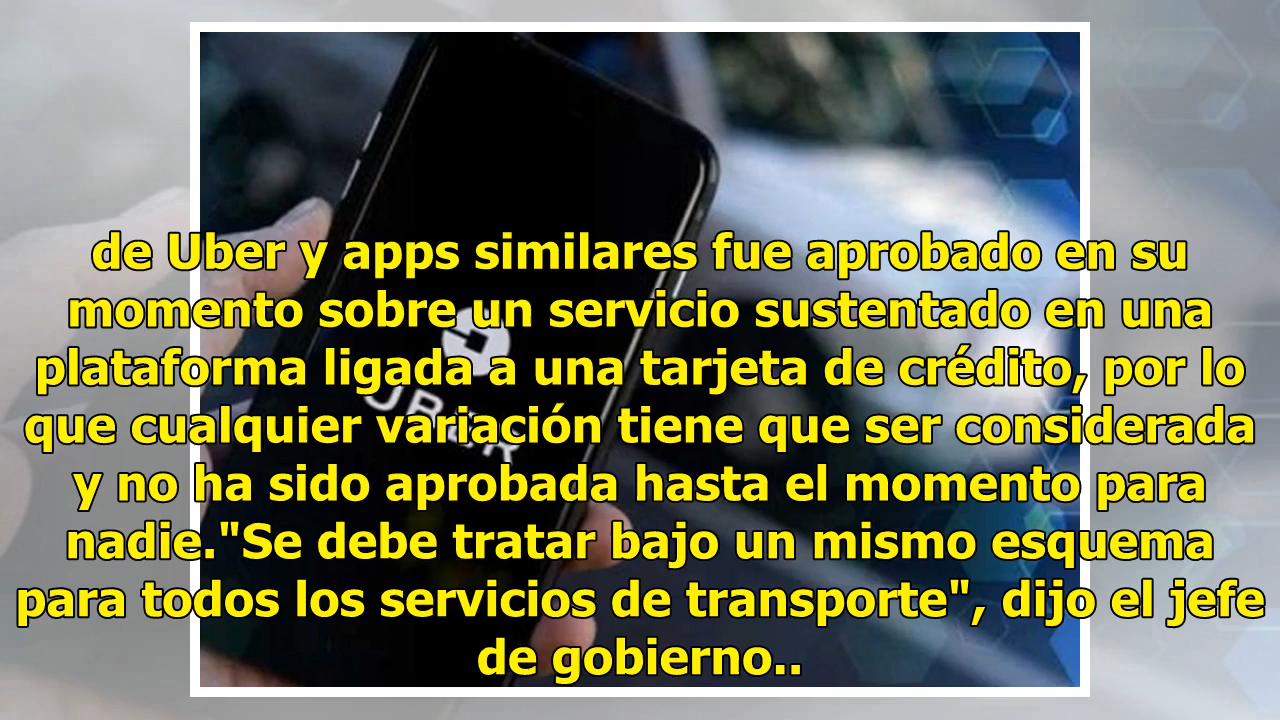 de Uber y apps similares fue aprobado en su
momento sobre un servicio sustentado en una
plataforma ligada a una tarjeta de crédito, por lo
que cualquier variación tiene que ser considerada
y no ha sido aprobada hasta el momento para
nadie."Se debe tratar bajo un mismo esquema
para todos los servicios de transporte", dijo el jefe
de gobierno..
UBER